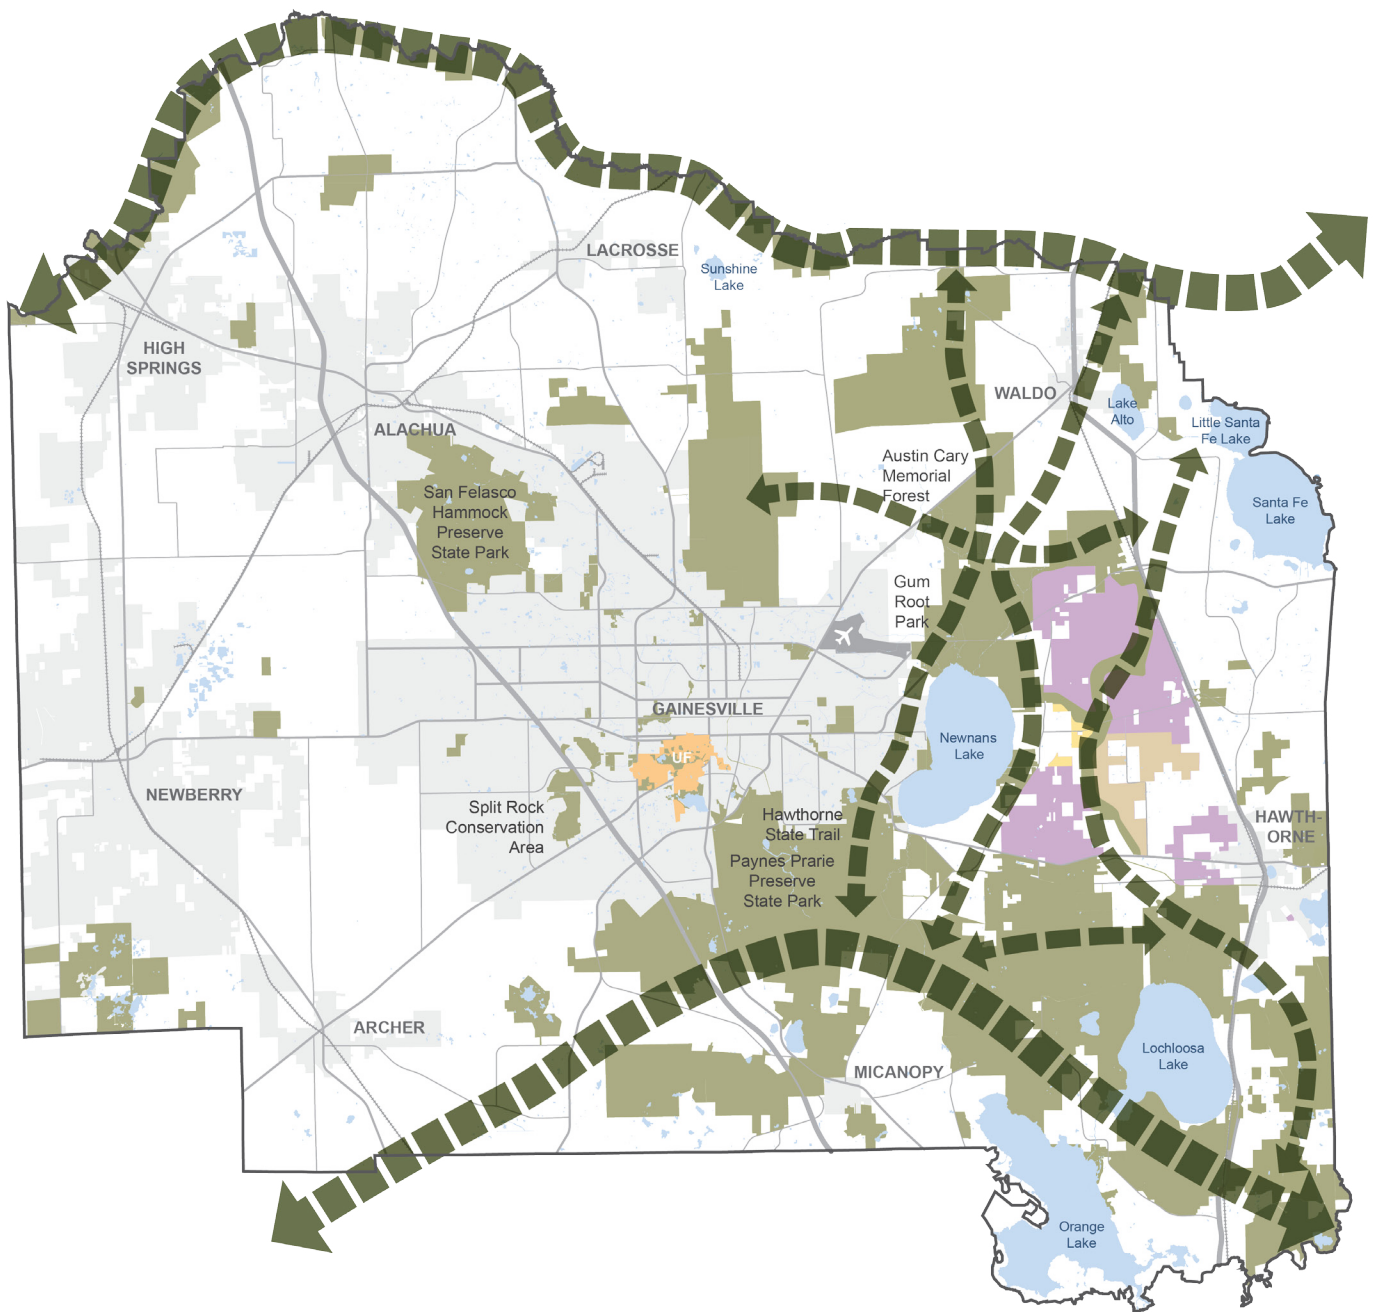 LACROSSE
Sunshine
Lake
HIGH
SPRINGS
WALDO
Lake
Alto
Little Santa
Fe Lake
ALACHUA
Austin Cary
Memorial
Forest
San Felasco
Hammock
Preserve
State Park
Santa Fe
Lake
Gum
Root
Park
GAINESVILLE
Newnans
Lake
UF
NEWBERRY
Split Rock
Conservation
Area
Hawthorne
State Trail
HAWTH-
ORNE
Paynes Prarie
Preserve
State Park
ARCHER
Lochloosa
Lake
MICANOPY
Orange
Lake